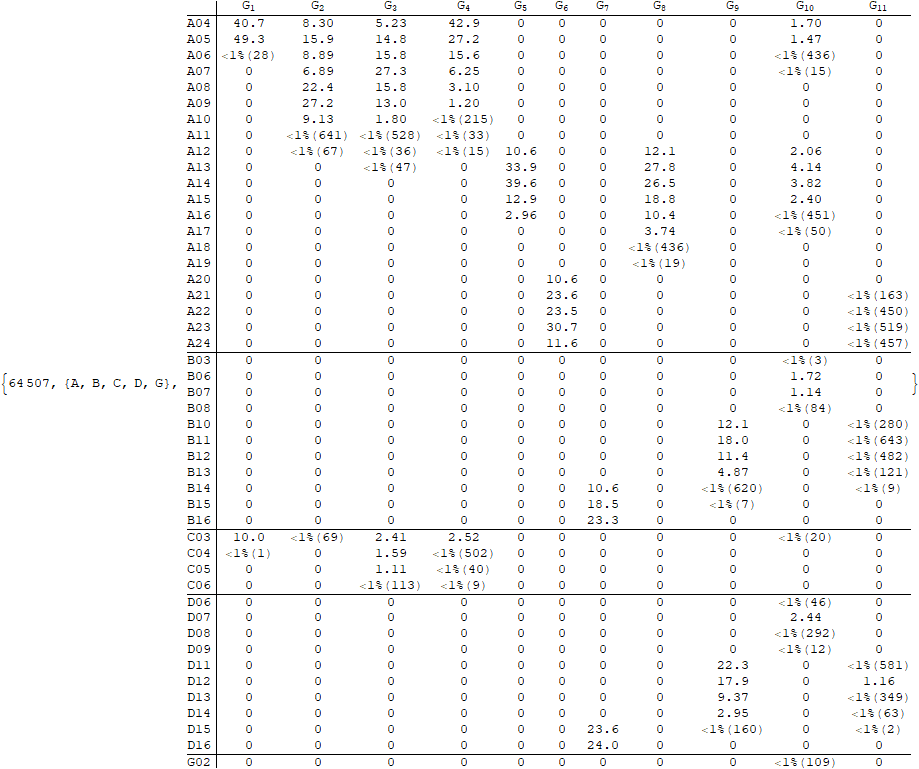 G1 G2 G3 G4 G5 G6 G7 G8 G9 G10 G11
A04 40.7 8.30 5.23 42.9 0 0 0 0 0 1.70 0
A05 49.3 15.9 14.8 27.2 0 0 0 0 0 1.47 0
A06 <1%(28) 8.89 15.8 15.6 0 0 0 0 0 <1%(436) 0
A07 0 6.89 27.3 6.25 0 0 0 0 0 <1%(15) 0
A08 0 22.4 15.8 3.10 0 0 0 0 0 0 0
A09 0 27.2 13.0 1.20 0 0 0 0 0 0 0
A10 0 9.13 1.80 <1%(215) 0 0 0 0 0 0 0
A11 0 <1%(641) <1%(528) <1%(33) 0 0 0 0 0 0 0
A12 0 <1%(67) <1%(36) <1%(15) 10.6 0 0 12.1 0 2.06 0
A13 0 0 <1%(47) 0 33.9 0 0 27.8 0 4.14 0
A14 0 0 0 0 39.6 0 0 26.5 0 3.82 0
A15 0 0 0 0 12.9 0 0 18.8 0 2.40 0
A16 0 0 0 0 2.96 0 0 10.4 0 <1%(451) 0
A17 0 0 0 0 0 0 0 3.74 0 <1%(50) 0
A18 0 0 0 0 0 0 0 <1%(436) 0 0 0
A19 0 0 0 0 0 0 0 <1%(19) 0 0 0
A20 0 0 0 0 0 10.6 0 0 0 0 0
A21 0 0 0 0 0 23.6 0 0 0 0 <1%(163)
A22 0 0 0 0 0 23.5 0 0 0 0 <1%(450)
A23 0 0 0 0 0 30.7 0 0 0 0 <1%(519)
A24 0 0 0 0 0 11.6 0 0 0 0 <1%(457)
B03 0 0 0 0 0 0 0 0 0 <1%(3) 0
{64507, {A, B, C, D, G}, }
B06 0 0 0 0 0 0 0 0 0 1.72 0
B07 0 0 0 0 0 0 0 0 0 1.14 0
B08 0 0 0 0 0 0 0 0 0 <1%(84) 0
B10 0 0 0 0 0 0 0 0 12.1 0 <1%(280)
B11 0 0 0 0 0 0 0 0 18.0 0 <1%(643)
B12 0 0 0 0 0 0 0 0 11.4 0 <1%(482)
B13 0 0 0 0 0 0 0 0 4.87 0 <1%(121)
B14 0 0 0 0 0 0 10.6 0 <1%(620) 0 <1%(9)
B15 0 0 0 0 0 0 18.5 0 <1%(7) 0 0
B16 0 0 0 0 0 0 23.3 0 0 0 0
C03 10.0 <1%(69) 2.41 2.52 0 0 0 0 0 <1%(20) 0
C04 <1%(1) 0 1.59 <1%(502) 0 0 0 0 0 0 0
C05 0 0 1.11 <1%(40) 0 0 0 0 0 0 0
C06 0 0 <1%(113) <1%(9) 0 0 0 0 0 0 0
D06 0 0 0 0 0 0 0 0 0 <1%(46) 0
D07 0 0 0 0 0 0 0 0 0 2.44 0
D08 0 0 0 0 0 0 0 0 0 <1%(292) 0
D09 0 0 0 0 0 0 0 0 0 <1%(12) 0
D11 0 0 0 0 0 0 0 0 22.3 0 <1%(581)
D12 0 0 0 0 0 0 0 0 17.9 0 1.16
D13 0 0 0 0 0 0 0 0 9.37 0 <1%(349)
D14 0 0 0 0 0 0 0 0 2.95 0 <1%(63)
D15 0 0 0 0 0 0 23.6 0 <1%(160) 0 <1%(2)
D16 0 0 0 0 0 0 24.0 0 0 0 0
G02 0 0 0 0 0 0 0 0 0 <1%(109) 0